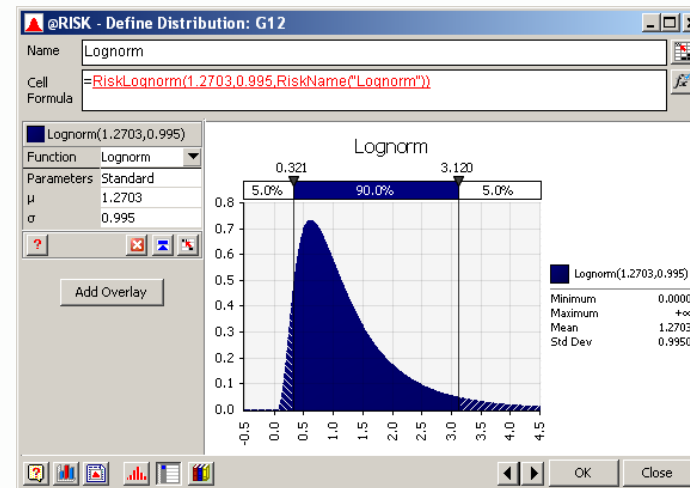 @RISK - Define Distribution: G12
Name Lognorm
Cell Formula =RiskLognorm(1.2703,0.995,RiskName("Lognorm"))
fx
Lognorm(1.2703,0.995)
Function Lognorm
Parameters Standard
μ 1.2703
σ 0.995
?
Add Overlay
Lognorm
0.321 3.120
5.0% 90.0% 5.0%
0.8
0.7
0.6
0.5
0.4
0.3
0.2
0.1
0.0
-0.5 0.0 0.5 1.0 1.5 2.0 2.5 3.0 3.5 4.0 4.5
Lognorm(1.2703,0.995)
Minimum 0.0000
Maximum +∞
Mean 1.2703
Std Dev 0.9950
?
OK Close